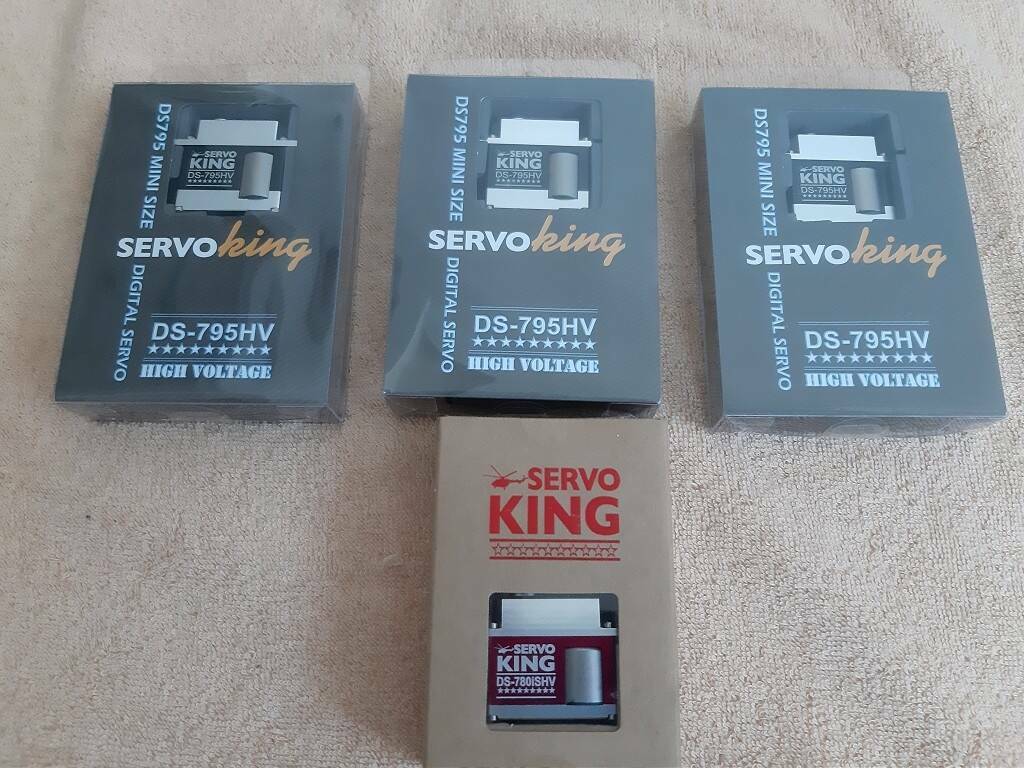 DS795 MINI SIZE DIGITAL SERVO
SERVO
KING
DS-795HV
SERVOking
DS-795HV
HIGH VOLTAGE
DS795 MINI SIZE DIGITAL SERVO
SERVO
KING
DS-795HV
SERVOking
DS-795HV
HIGH VOLTAGE
DS795 MINI SIZE DIGITAL SERVO
SERVO
KING
DS-795HV
SERVOking
DS-795HV
HIGH VOLTAGE
SERVO
KING
SERVO
KING
DS-780iSHV